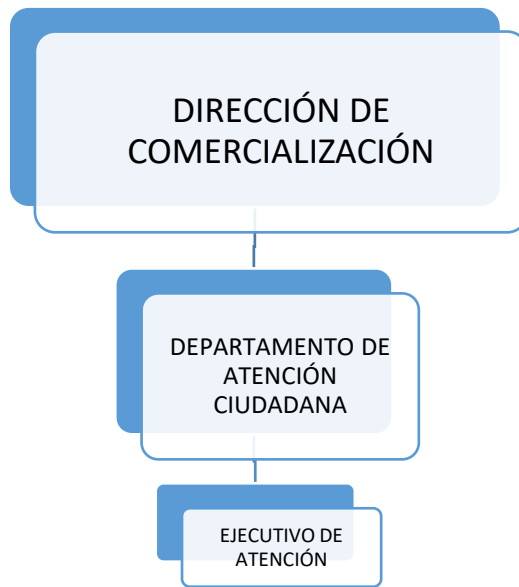 DIRECCIÓN DE
COMERCIALIZACIÓN
DEPARTAMENTO DE
ATENCIÓN
CIUDADANA
EJECUTIVO DE
ATENCIÓN